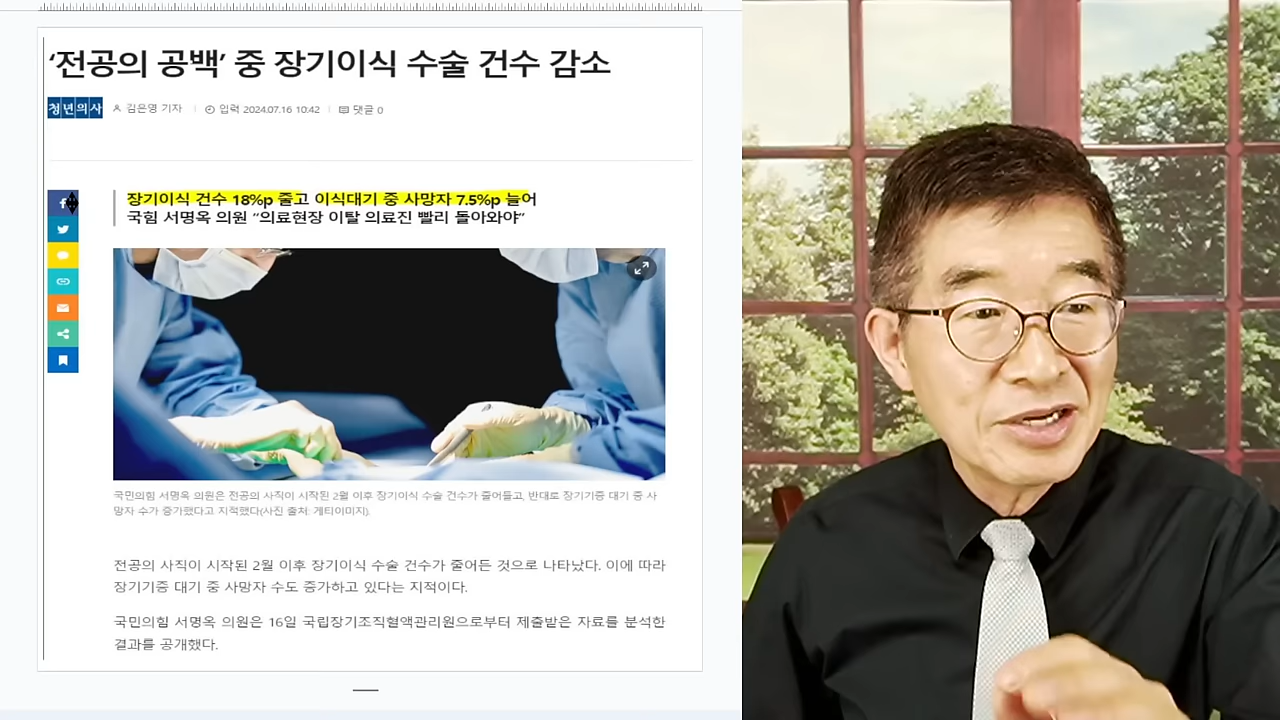 ‘전공의 공백’ 중 장기이식 수술 건수 감소
청년의사 김은영 기자 입력 2024.07.16 10:42 댓글 0
장기이식 건수 18%p 줄고 이식대기 중 사망자 7.5%p 늘어
국힘 서명옥 의원 “의료현장 이탈 의료진 빨리 돌아와야”
국민의힘 서명옥 의원은 전공의 사직이 시작된 2월 이후 장기이식 수술 건수가 줄어들고, 반대로 장기기증 대기 중 사
망자 수가 증가했다고 지적했다(사진 출처: 게티이미지).
전공의 사직이 시작된 2월 이후 장기이식 수술 건수가 줄어든 것으로 나타났다. 이에 따라
장기기증 대기 중 사망자 수도 증가하고 있다는 지적이다.
국민의힘 서명옥 의원은 16일 국립장기조직혈액관리원으로부터 제출받은 자료를 분석한
결과를 공개했다.